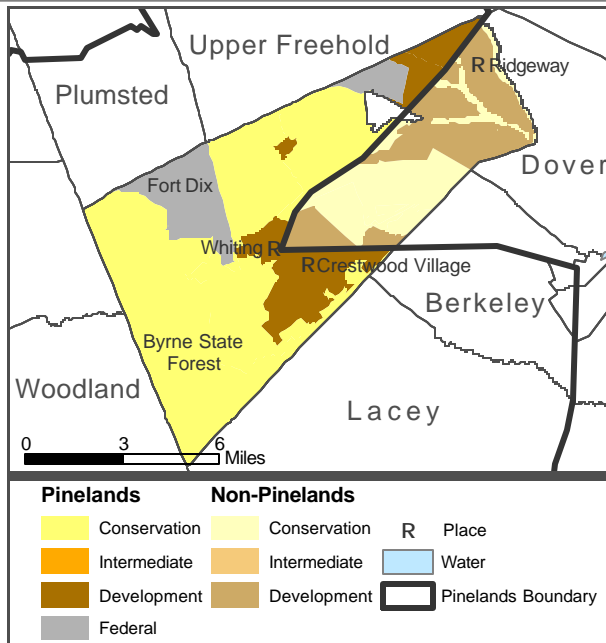 Upper Freehold
R Ridgeway
Plumsted
Dover
Fort Dix
Whiting R
R Crestwood Village
Berkeley
Byrne State
Forest
Woodland
Lacey
0 3 6
Miles
Pinelands Non-Pinelands
Conservation Conservation R Place
Intermediate Intermediate Water
Development Development Pinelands Boundary
Federal